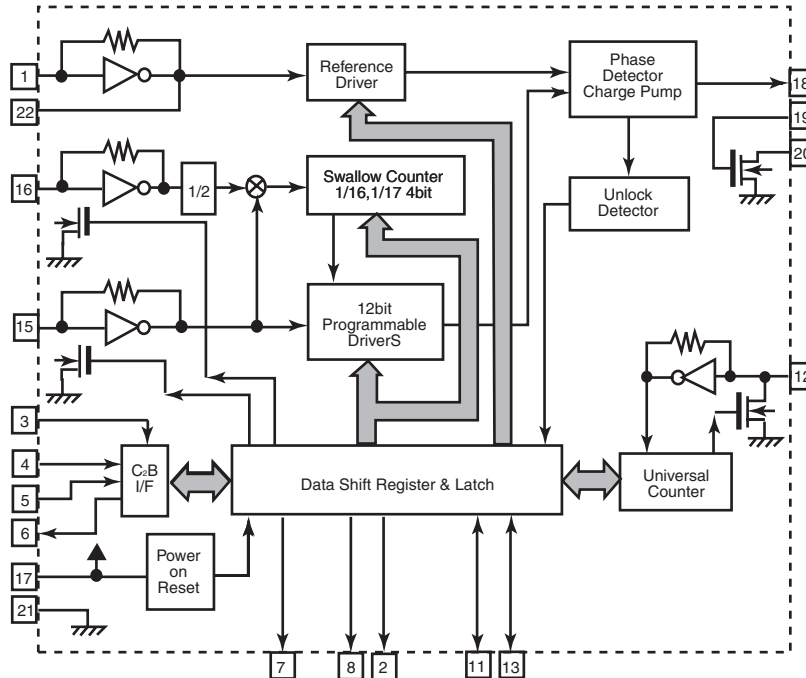 1
22
16
15
3
4
5
6
17
21
Reference
Driver
Phase
Detector
Charge Pump
18
19
20
1/2
Swallow Counter
1/16,1/17 4bit
Unlock
Detector
12bit
Programmable
DriverS
12
C₂B
I/F
Data Shift Register & Latch
Universal
Counter
Power
on
Reset
7
8
2
11
13